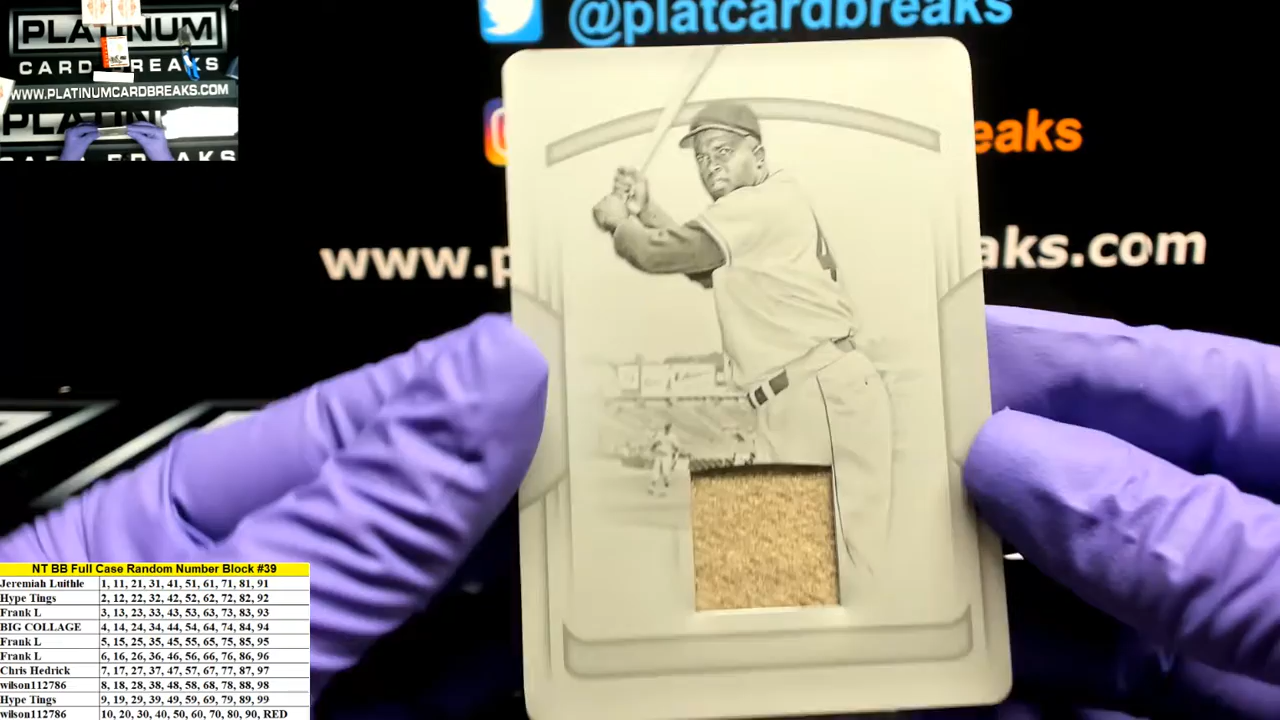 PLATINUM
CARD BREAKS
WWW.PLATINUMCARDBREAKS.COM
CARD BREAKS
@platcardbreaks
eaks
www.p
aks.com
4
NT BB Full Case Random Number Block #39
Jeremiah Luithle 1, 11, 21, 31, 41, 51, 61, 71, 81, 91
Hype Tings 2, 12, 22, 32, 42, 52, 62, 72, 82, 92
Frank L 3, 13, 23, 33, 43, 53, 63, 73, 83, 93
BIG COLLAGE 4, 14, 24, 34, 44, 54, 64, 74, 84, 94
Frank L 5, 15, 25, 35, 45, 55, 65, 75, 85, 95
Frank L 6, 16, 26, 36, 46, 56, 66, 76, 86, 96
Chris Hedrick 7, 17, 27, 37, 47, 57, 67, 77, 87, 97
wilson112786 8, 18, 28, 38, 48, 58, 68, 78, 88, 98
Hype Tings 9, 19, 29, 39, 49, 59, 69, 79, 89, 99
wilson112786 10, 20, 30, 40, 50, 60, 70, 80, 90, RED